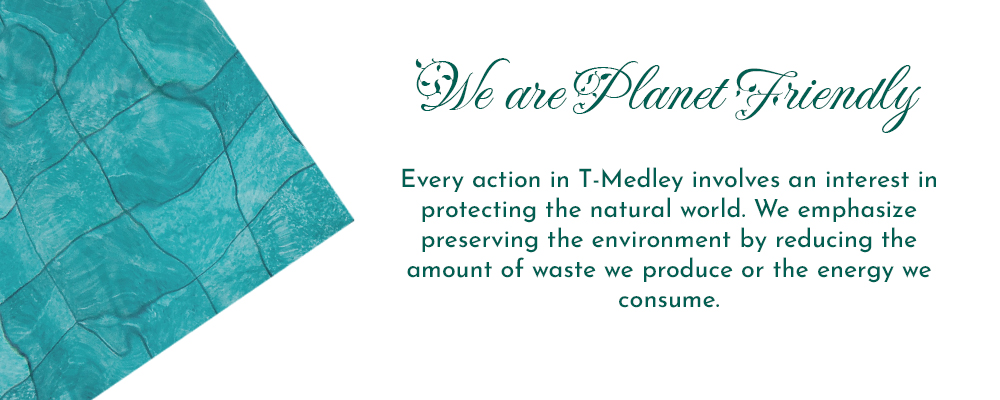 We are Planet Friendly
Every action in T-Medley involves an interest in
protecting the natural world. We emphasize
preserving the environment by reducing the
amount of waste we produce or the energy we
consume.